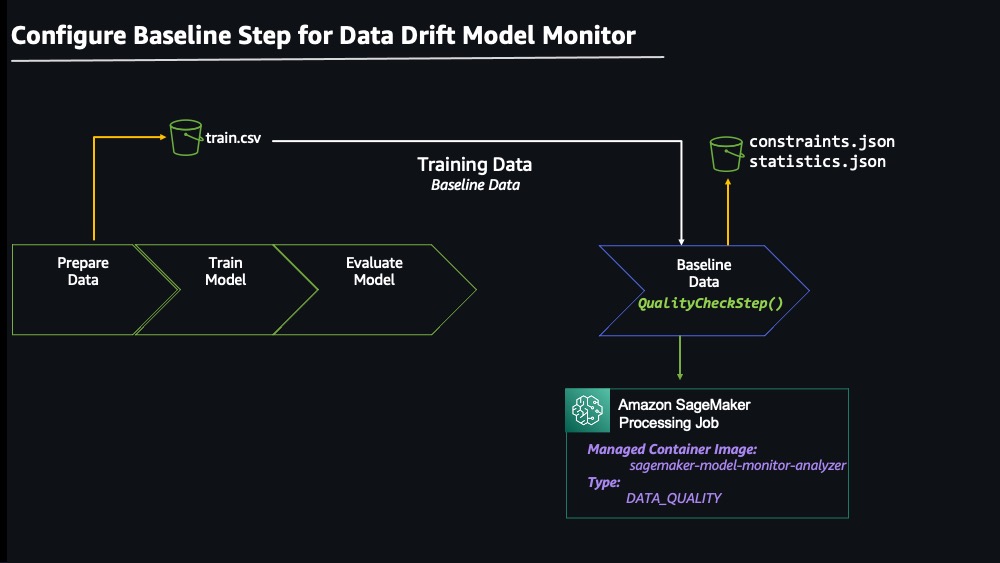 Configure Baseline Step for Data Drift Model Monitor
train.csv
Training Data
Baseline Data
constraints.json
statistics.json
Prepare
Data
Train
Model
Evaluate
Model
Baseline
Data
QualityCheckStep()
Amazon SageMaker
Processing Job
Managed Container Image:
sagemaker-model-monitor-analyzer
Type:
DATA_QUALITY